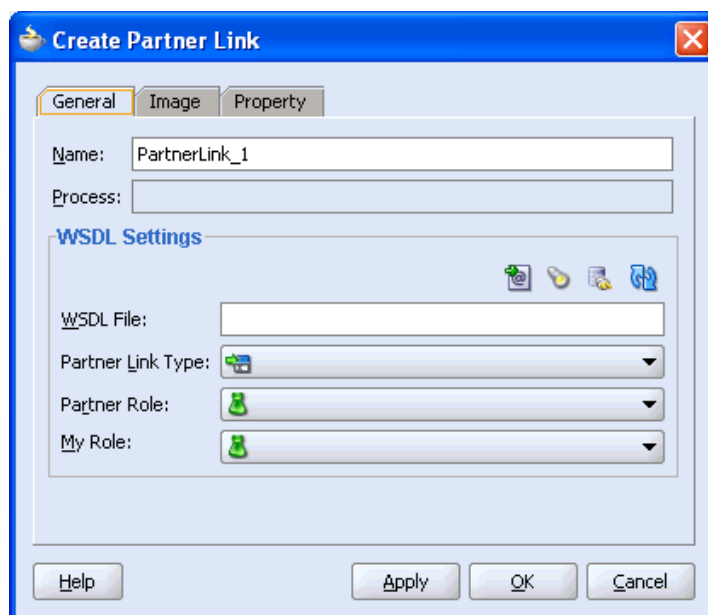 Create Partner Link
General Image Property
Name: PartnerLink_1
Process:
WSDL Settings
WSDL File:
Partner Link Type:
Partner Role:
My Role:
Help Apply OK Cancel